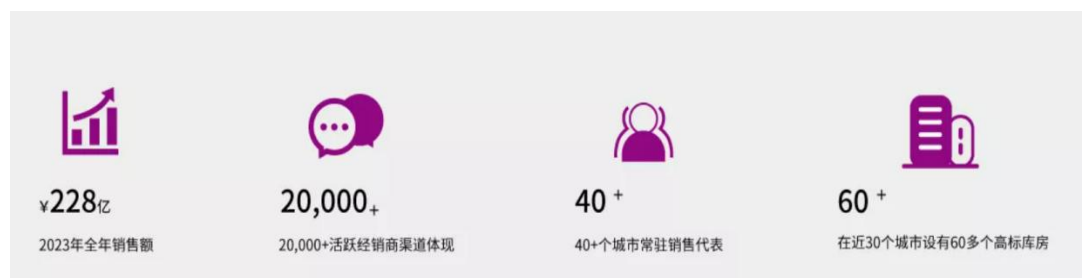 ¥228亿
2023年全年销售额
20,000+
20,000+活跃经销商渠道体现
40+
40+个城市常驻销售代表
60+
在近30个城市设有60多个高标库房